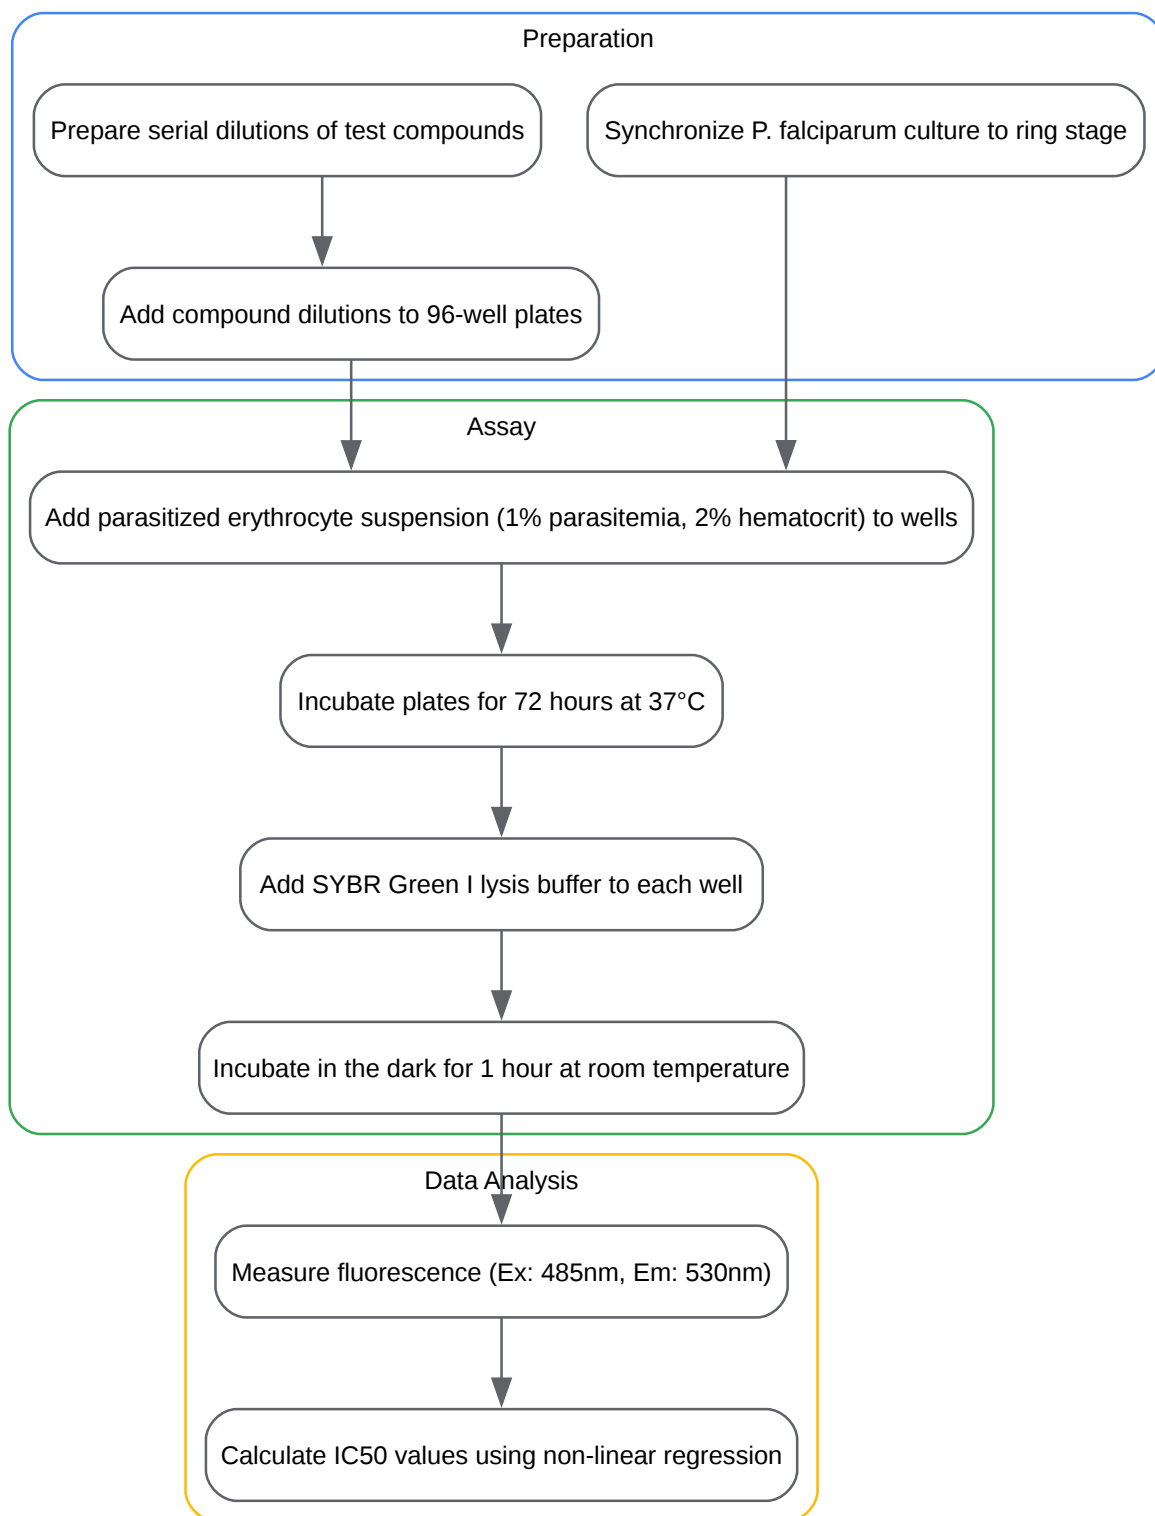 Preparation
Prepare serial dilutions of test compounds
Synchronize P. falciparum culture to ring stage
Add compound dilutions to 96-well plates
Assay
Add parasitized erythrocyte suspension (1% parasitemia, 2% hematocrit) to wells
Incubate plates for 72 hours at 37°C
Add SYBR Green I lysis buffer to each well
Incubate in the dark for 1 hour at room temperature
Data Analysis
Measure fluorescence (Ex: 485nm, Em: 530nm)
Calculate IC50 values using non-linear regression